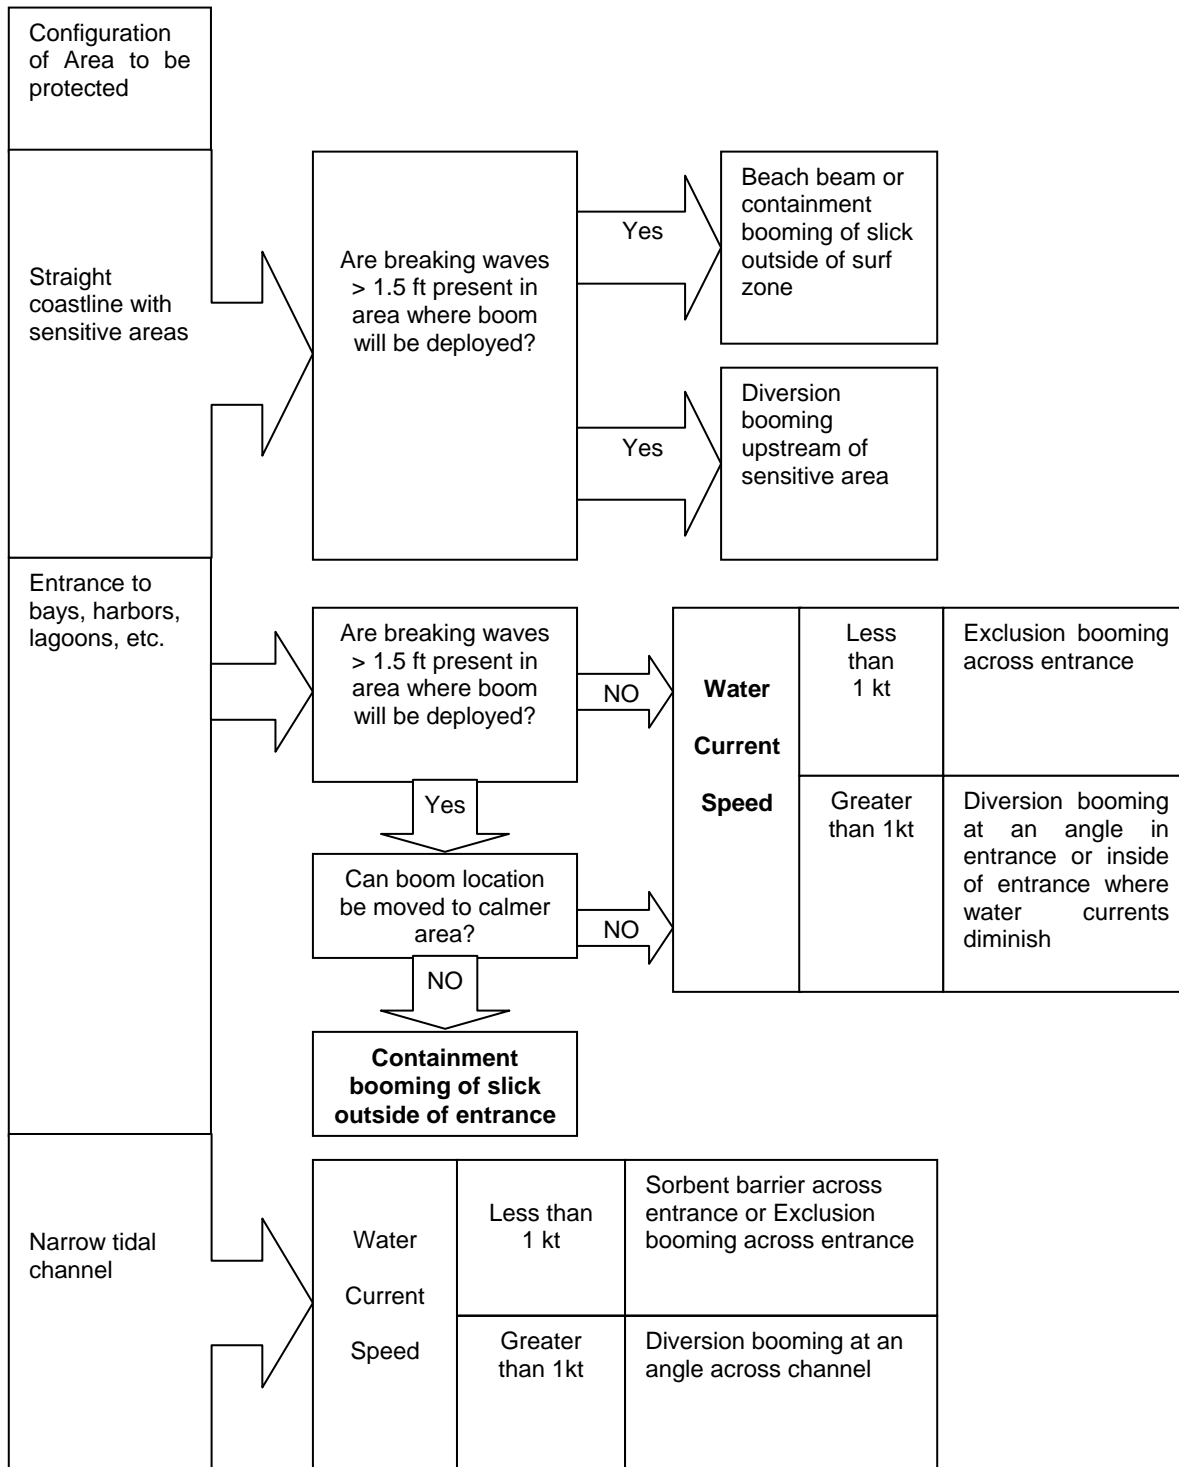 Configuration
of Area to be
protected
Straight
coastline with
sensitive areas
Are breaking waves
> 1.5 ft present in
area where boom
will be deployed?
Yes
Beach beam or
containment
booming of slick
outside of surf
zone
Yes
Diversion
booming
upstream of
sensitive area
Entrance to
bays, harbors,
lagoons, etc.
Are breaking waves
> 1.5 ft present in
area where boom
will be deployed?
NO
Water
Current
Speed
Less
than
1 kt
Exclusion booming
across entrance
Greater
than 1kt
Diversion booming
at an angle in
entrance or inside
of entrance where
water currents
diminish
Yes
Can boom location
be moved to calmer
area?
NO
NO
Containment
booming of slick
outside of entrance
Narrow tidal
channel
Water
Current
Speed
Less than
1 kt
Sorbent barrier across
entrance or Exclusion
booming across entrance
Greater
than 1kt
Diversion booming at an
angle across channel